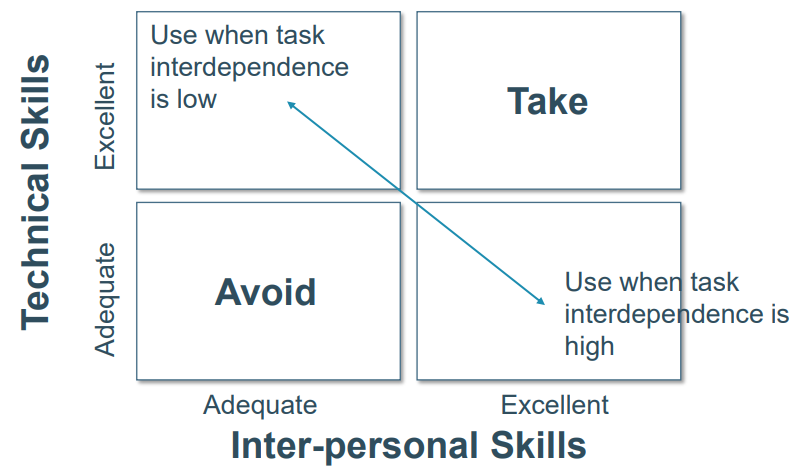 Technical Skills
Excellent
Adequate
Use when task
interdependence
is low
Take
Avoid
Use when task
interdependence is
high
Adequate
Excellent
Inter-personal Skills